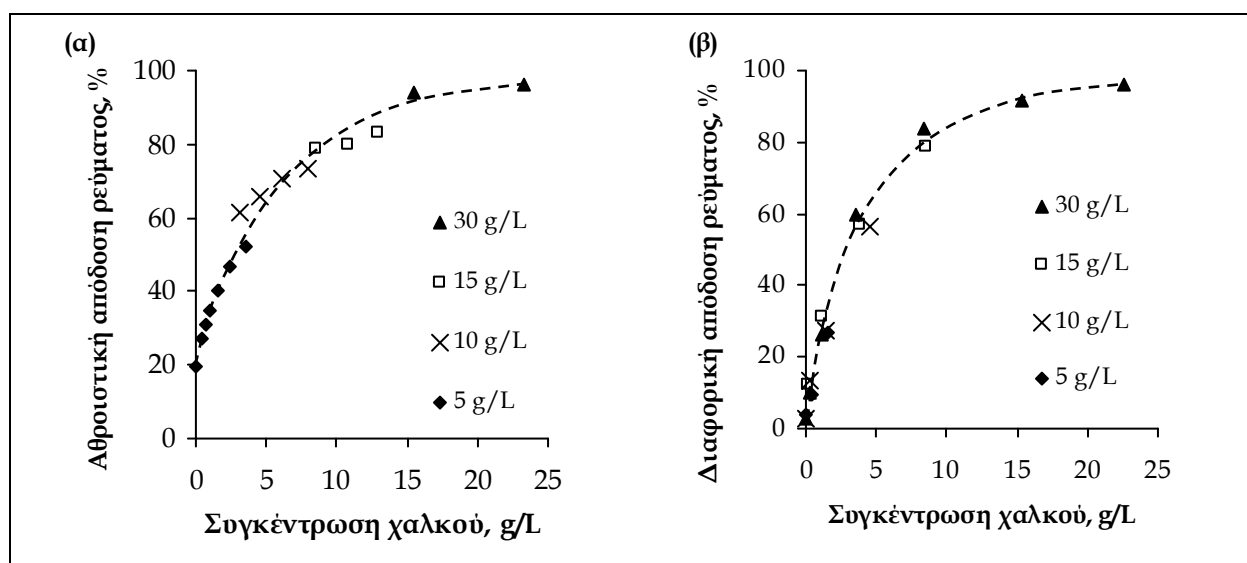 (α)
Αθροιστική απόδοση ρεύματος, %
100
80
60
40
20
0
0 5 10 15 20 25
Συγκέντρωση χαλκού, g/L
30 g/L
15 g/L
10 g/L
5 g/L
(β)
Διαφορική απόδοση ρεύματος, %
100
80
60
40
20
0
0 5 10 15 20 25
Συγκέντρωση χαλκού, g/L
30 g/L
15 g/L
10 g/L
5 g/L